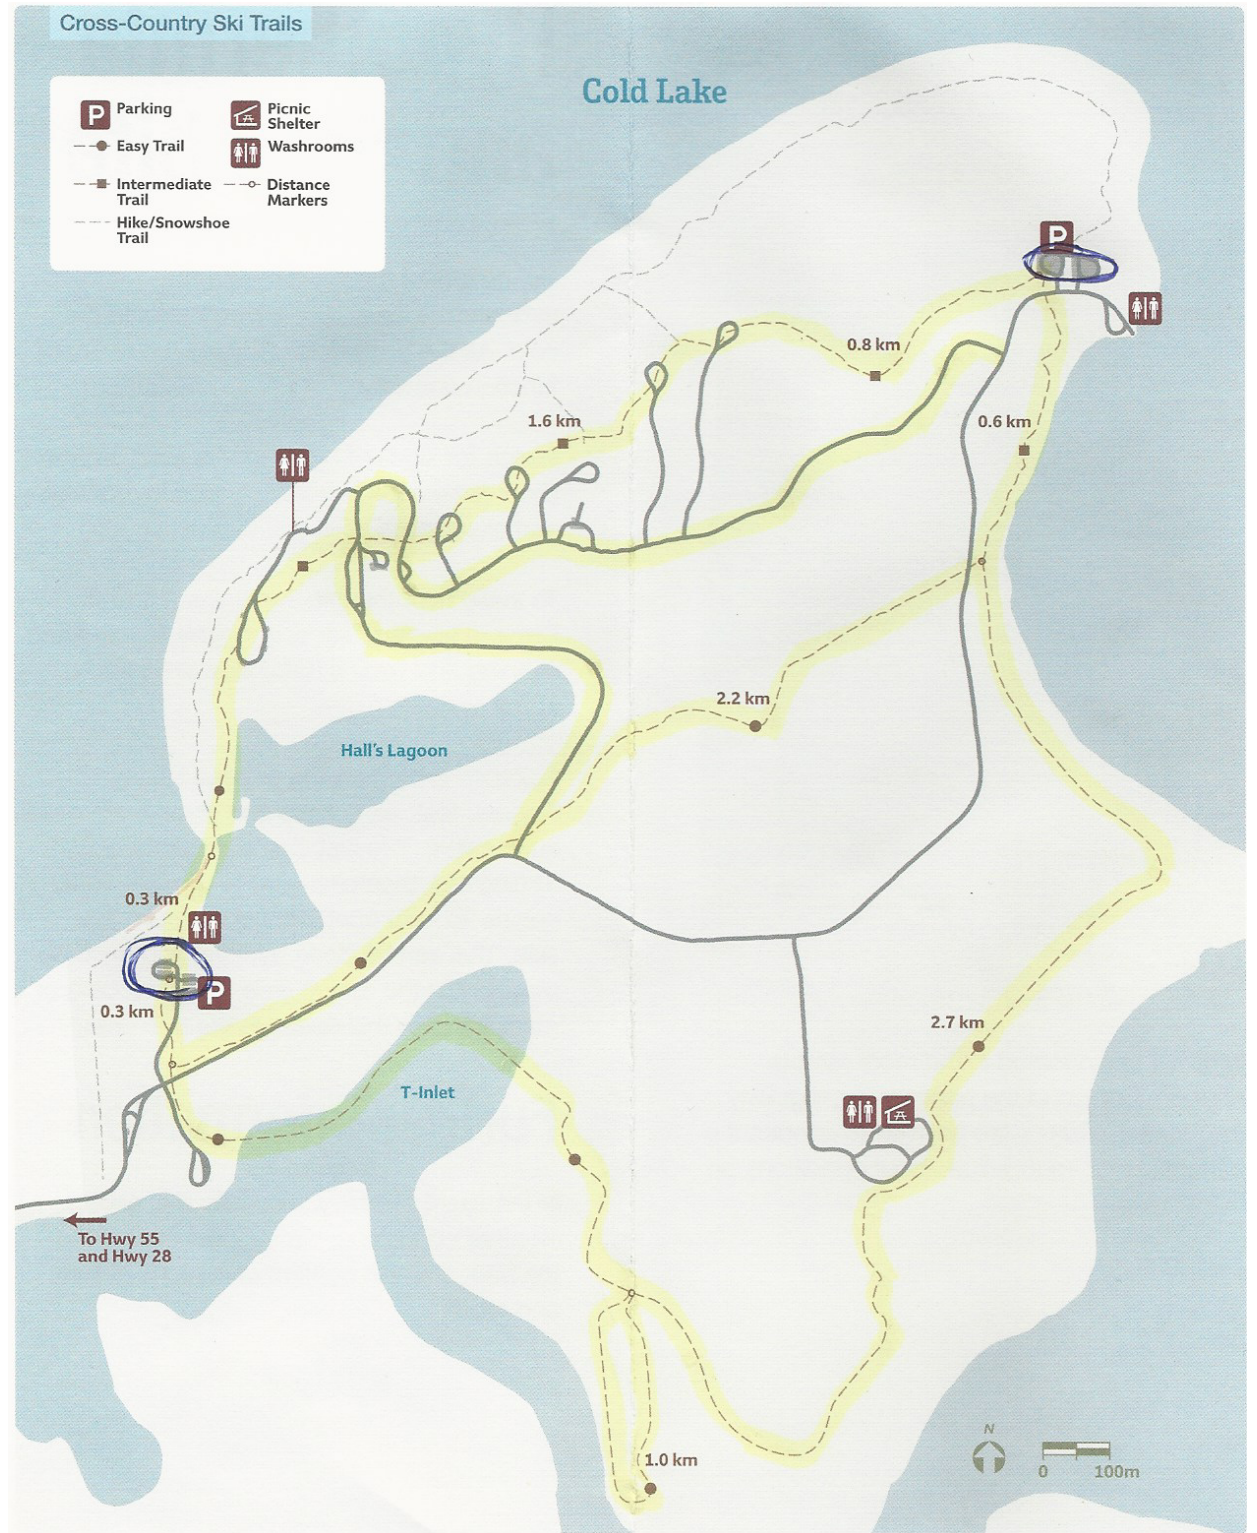 Cross-Country Ski Trails
Cold Lake
P Parking
Picnic
Shelter
Easy Trail
Washrooms
Intermediate
Trail
Distance
Markers
Hike/Snowshoe
Trail
P
0.8 km
1.6 km
0.6 km
2.2 km
Hall's Lagoon
0.3 km
P
0.3 km
2.7 km
T-Inlet
To Hwy 55
and Hwy 28
1.0 km
N
0 100m